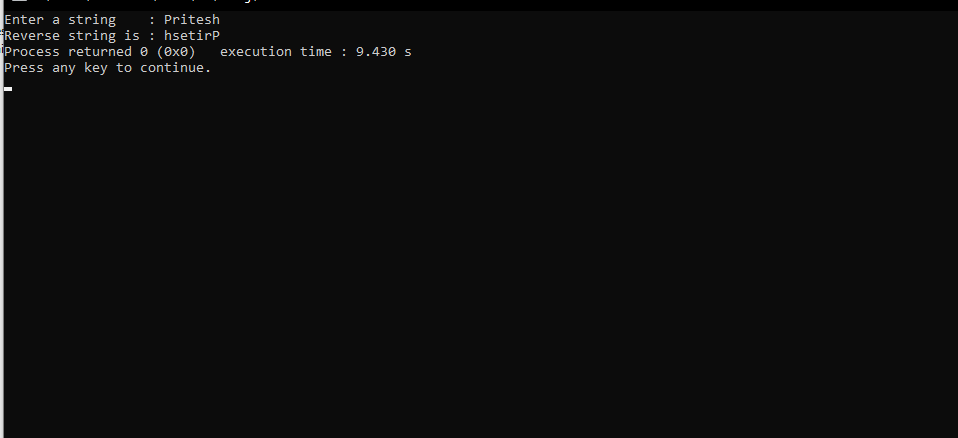 Enter a string    : Pritesh
Reverse string is : hsetirP
Process returned 0 (0x0)   execution time : 9.430 s
Press any key to continue.